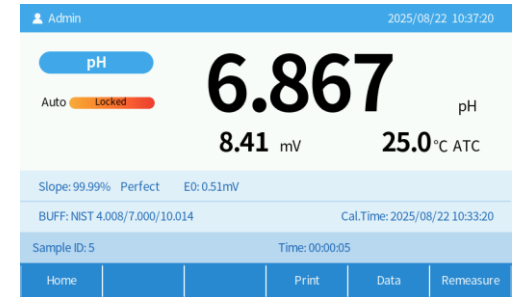 Admin 2025/08/22 10:37:20
pH
6.867 pH
Auto Locked
8.41 mV 25.0 °C ATC
Slope: 99.99% Perfect E0: 0.51mV
BUFF: NIST 4.008/7.000/10.014 Cal.Time: 2025/08/22 10:33:20
Sample ID: 5 Time: 00:00:05
Home Print Data Remeasure